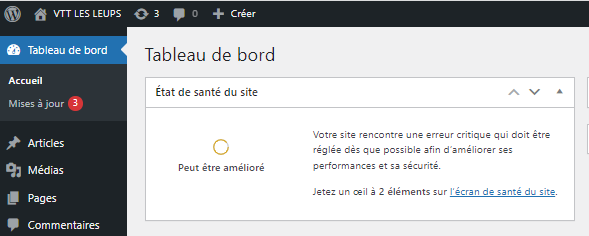 VTT LES LEUPS 3 0 + Créer
Tableau de bord
Accueil
Mises à jour 3
Articles
Médias
Pages
Commentaires
Tableau de bord
État de santé du site
Peut être amélioré
Votre site rencontre une erreur critique qui doit être
réglée dès que possible afin d'améliorer ses
performances et sa sécurité.
Jetez un œil à 2 éléments sur l'écran de santé du site.